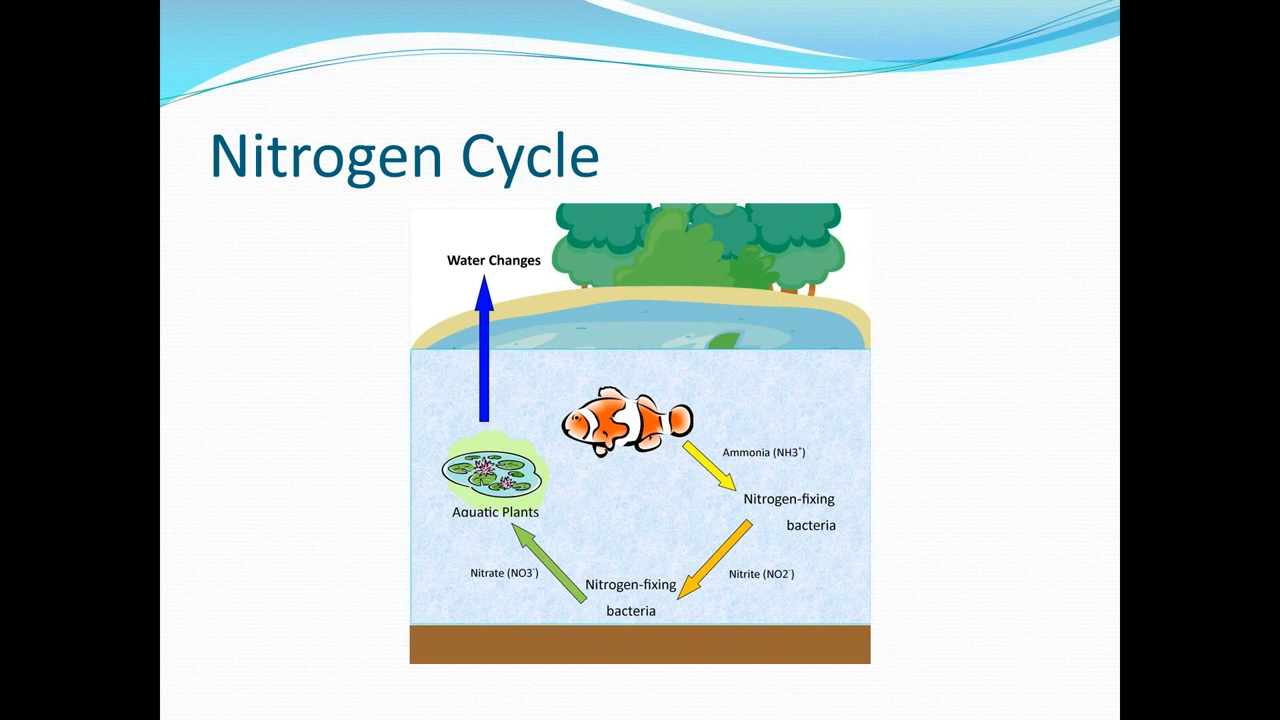 Nitrogen Cycle
Water Changes
Ammonia (NH3⁺)
Nitrogen-fixing
bacteria
Aquatic Plants
Nitrate (NO3⁻)
Nitrite (NO2⁻)
Nitrogen-fixing
bacteria